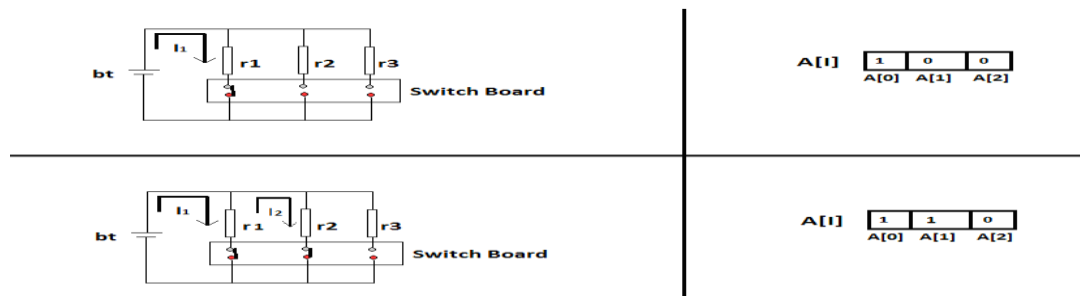 I₁
bt
r1 r2 r3
Switch Board
A[I] 1 0 0
A[0] A[1] A[2]
I₁ I₂
bt
r1 r2 r3
Switch Board
A[I] 1 1 0
A[0] A[1] A[2]